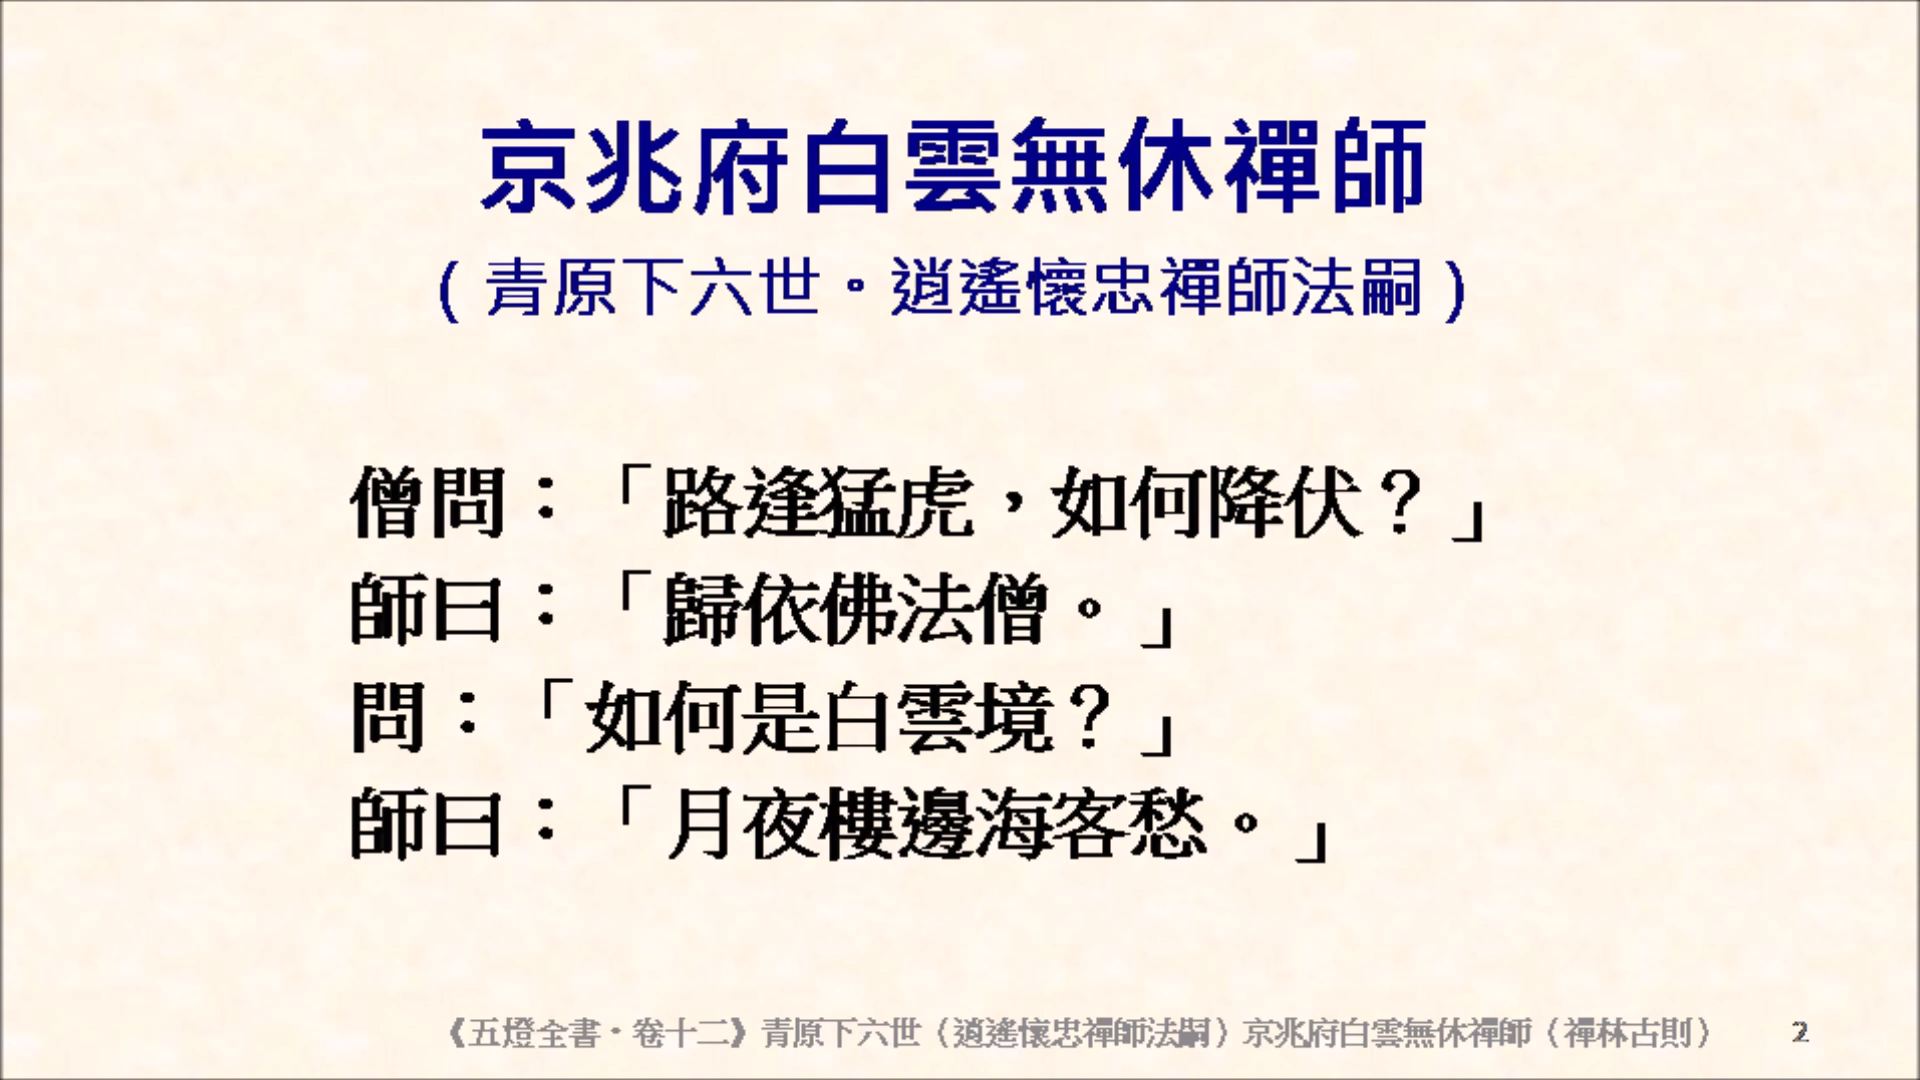 京兆府白雲無休禪師
（青原下六世。逍遙懷忠禪師法嗣）
僧問：「路逢猛虎，如何降伏？」
師曰：「歸依佛法僧。」
問：「如何是白雲境？」
師曰：「月夜樓邊海客愁。」
《五燈全書‧卷十二》青原下六世（逍遙懷忠禪師法嗣）京兆府白雲無休禪師（禪林古則） 2